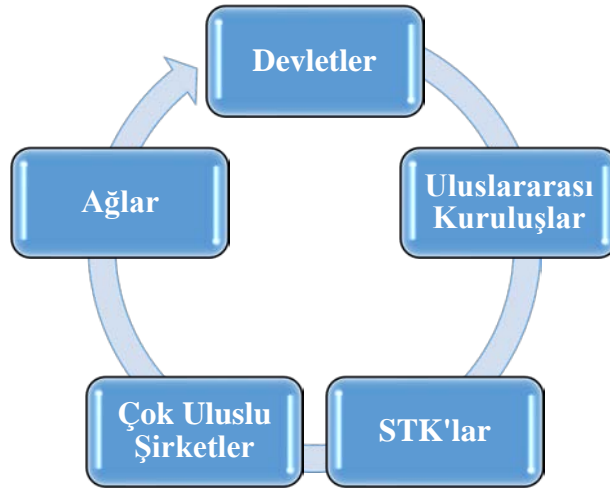 Devletler
Uluslararası
Kuruluşlar
STK'lar
Çok Uluslu
Şirketler
Ağlar